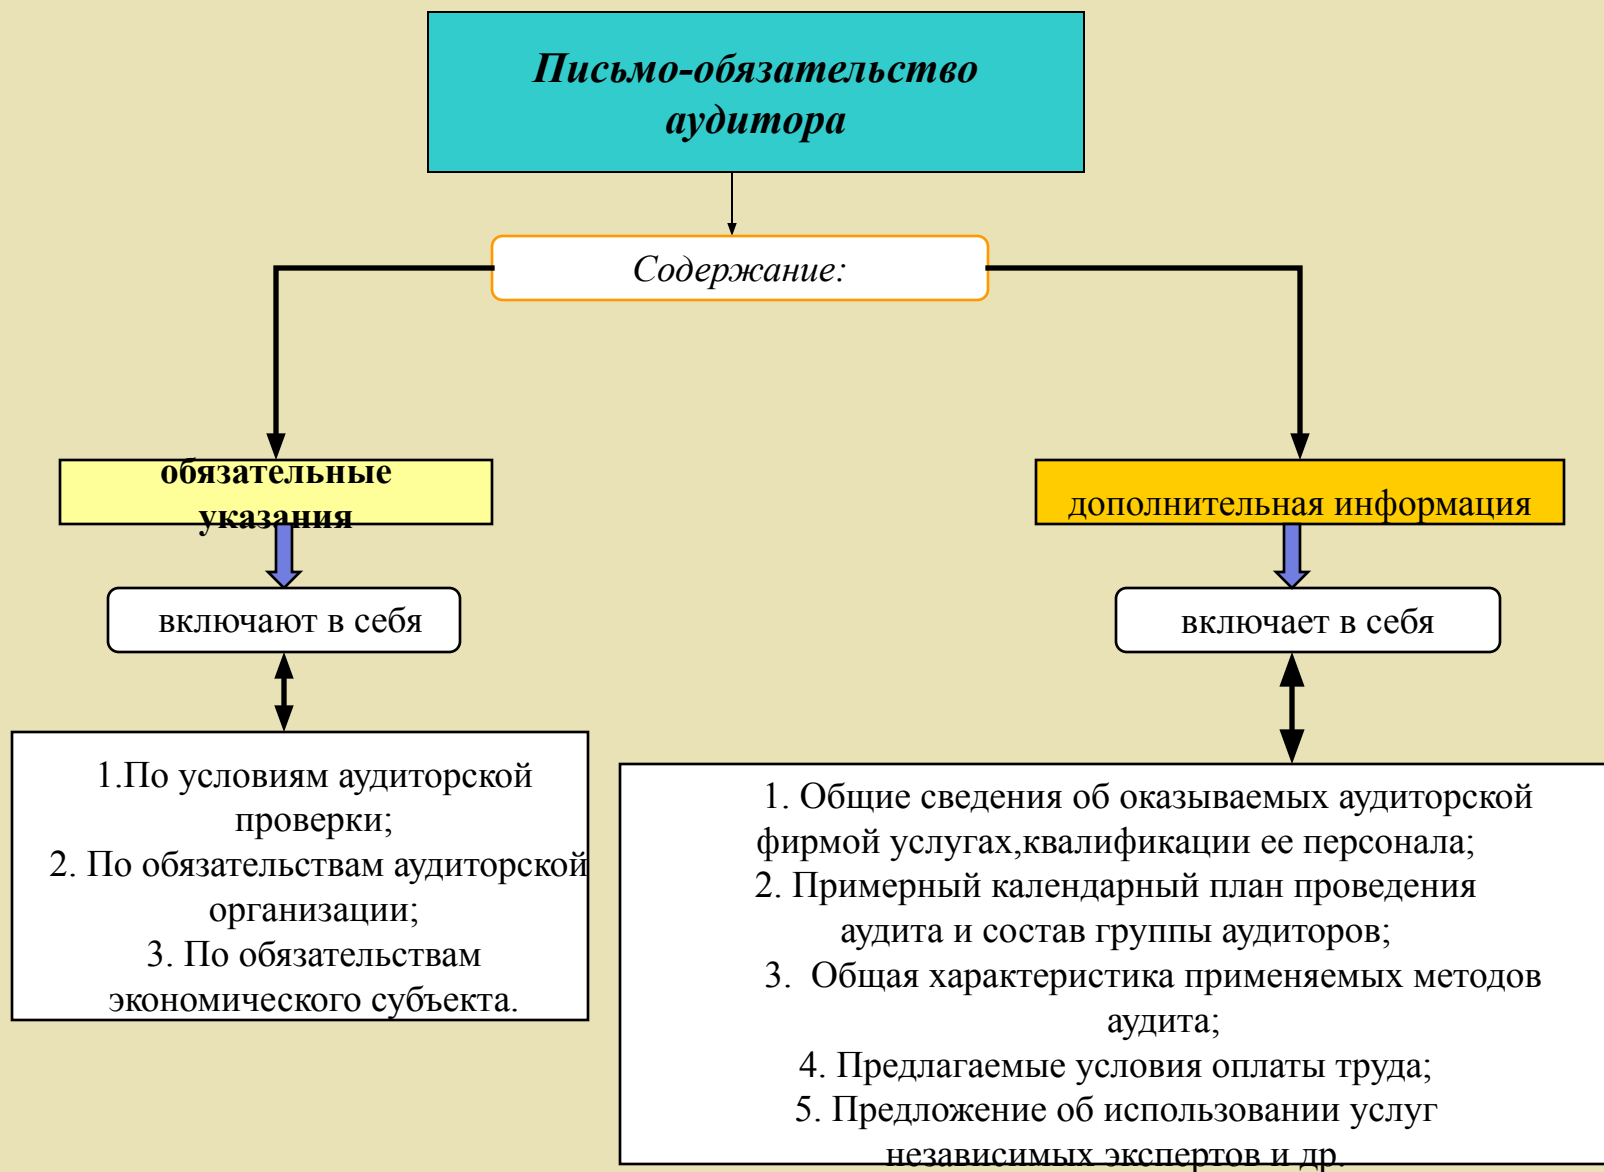 Письмо-обязательство
аудитора
Содержание:
обязательные
указания
дополнительная информация
включают в себя
включает в себя
1.По условиям аудиторской
проверки;
2. По обязательствам аудиторской
организации;
3. По обязательствам
экономического субъекта.
1. Общие сведения об оказываемых аудиторской
фирмой услугах,квалификации ее персонала;
2. Примерный календарный план проведения
аудита и состав группы аудиторов;
3. Общая характеристика применяемых методов
аудита;
4. Предлагаемые условия оплаты труда;
5. Предложение об использовании услуг
независимых экспертов и др.